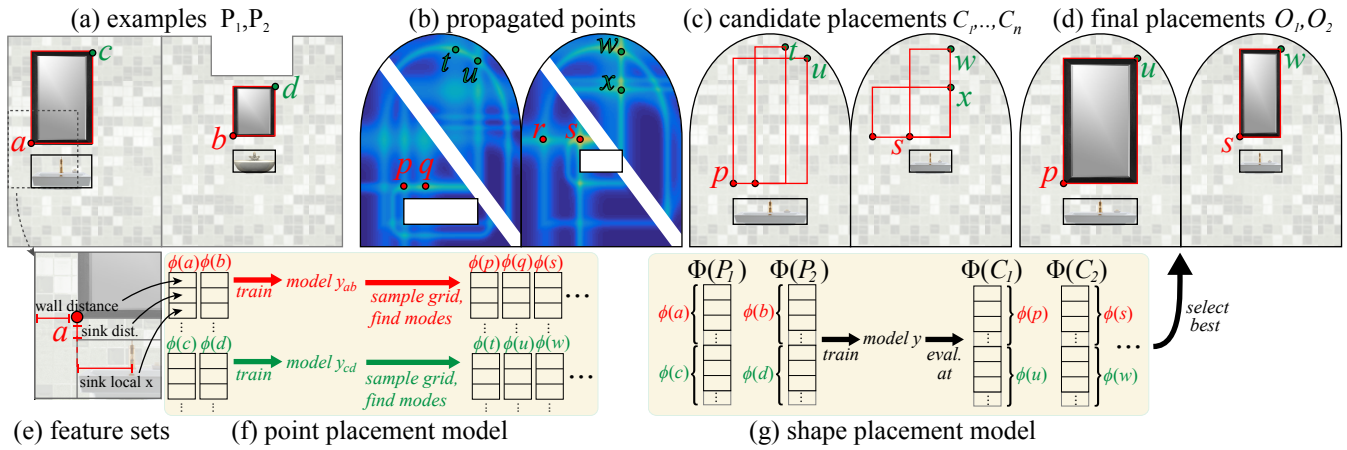 (a) examples P₁,P₂
(b) propagated points
(c) candidate placements C₁,...,Cₙ
(d) final placements O₁,O₂
c
a
d
b
t
u
p
q
w
x
r
s
t
u
p
w
x
s
u
p
w
s
wall distance
a
sink dist.
sink local x
ϕ(a) ϕ(b)
train
model y_ab
sample grid,
find modes
ϕ(p) ϕ(q) ϕ(s)
...
ϕ(c) ϕ(d)
train
model y_cd
sample grid,
find modes
ϕ(t) ϕ(u) ϕ(w)
...
Φ(P₁)
Φ(P₂)
Φ(C₁)
Φ(C₂)
ϕ(a)
ϕ(b)
ϕ(p)
ϕ(s)
train
model y
eval.
at
...
select
best
ϕ(c)
ϕ(d)
ϕ(u)
ϕ(w)
(e) feature sets
(f) point placement model
(g) shape placement model